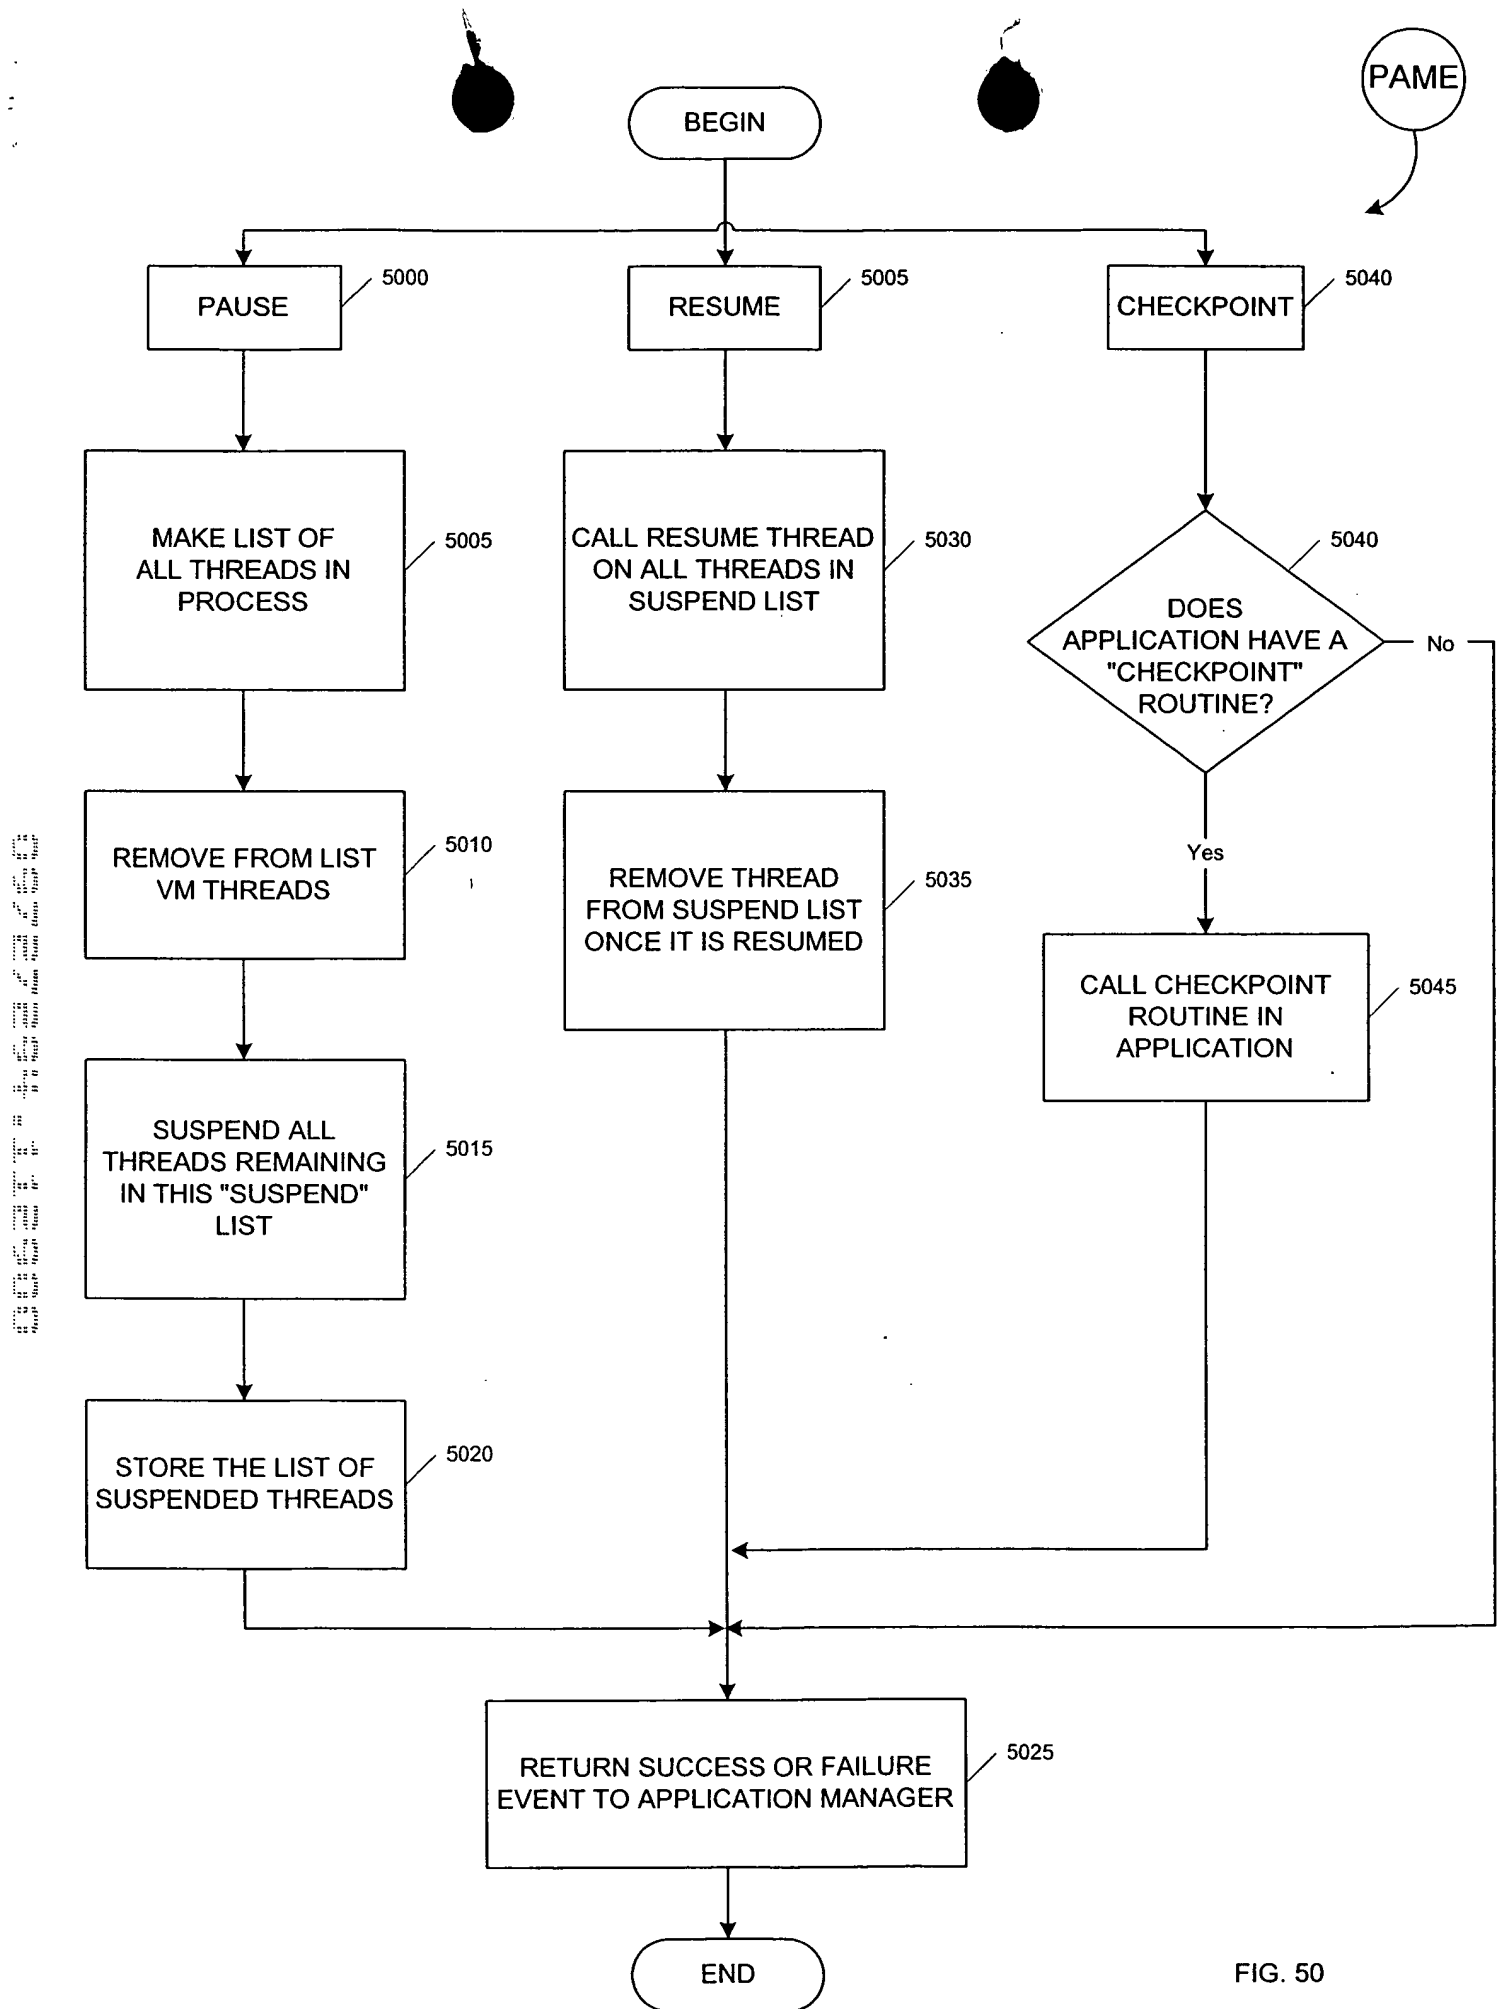 PAME
BEGIN
PAUSE
5000
RESUME
5005
CHECKPOINT
5040
MAKE LIST OF
ALL THREADS IN
PROCESS
5005
CALL RESUME THREAD
ON ALL THREADS IN
SUSPEND LIST
5030
DOES
APPLICATION HAVE A
"CHECKPOINT"
ROUTINE?
5040
No
Yes
REMOVE FROM LIST
VM THREADS
5010
REMOVE THREAD
FROM SUSPEND LIST
ONCE IT IS RESUMED
5035
CALL CHECKPOINT
ROUTINE IN
APPLICATION
5045
SUSPEND ALL
THREADS REMAINING
IN THIS "SUSPEND"
LIST
5015
STORE THE LIST OF
SUSPENDED THREADS
5020
RETURN SUCCESS OR FAILURE
EVENT TO APPLICATION MANAGER
5025
END
FIG. 50